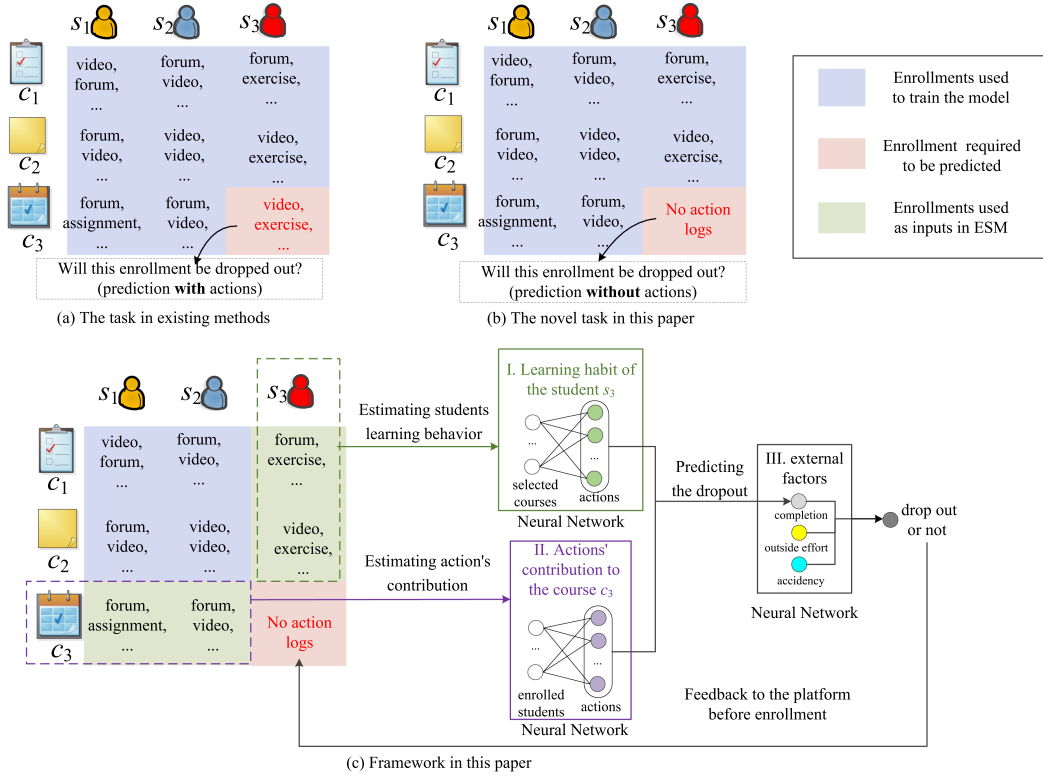 s1 s2 s3
c1
video, forum, ...
forum, video, ...
forum, exercise, ...
c2
forum, video, ...
video, video, ...
video, exercise, ...
c3
forum, assignment, ...
forum, video, ...
video, exercise, ...
Will this enrollment be dropped out?
(prediction with actions)
(a) The task in existing methods
s1 s2 s3
c1
video, forum, ...
forum, video, ...
forum, exercise, ...
c2
forum, video, ...
video, video, ...
video, exercise, ...
c3
forum, assignment, ...
forum, video, ...
No action
logs
Will this enrollment be dropped out?
(prediction without actions)
(b) The novel task in this paper
Enrollments used
to train the model
Enrollment required
to be predicted
Enrollments used
as inputs in ESM
s1 s2 s3
c1
video, forum, ...
forum, video, ...
forum, exercise,
c2
forum, video, ...
video, video, ...
video, exercise, ...
c3
forum, assignment, ...
forum, video, ...
No action
logs
Estimating students
learning behavior
I. Learning habit of
the student s3
...
...
selected
courses
actions
Neural Network
Estimating action's
contribution
II. Actions'
contribution to
the course c3
...
...
enrolled
students
actions
Neural Network
Predicting
the dropout
III. external
factors
completion
outside effort
accidency
Neural Network
drop out
or not
Feedback to the platform
before enrollment
(c) Framework in this paper